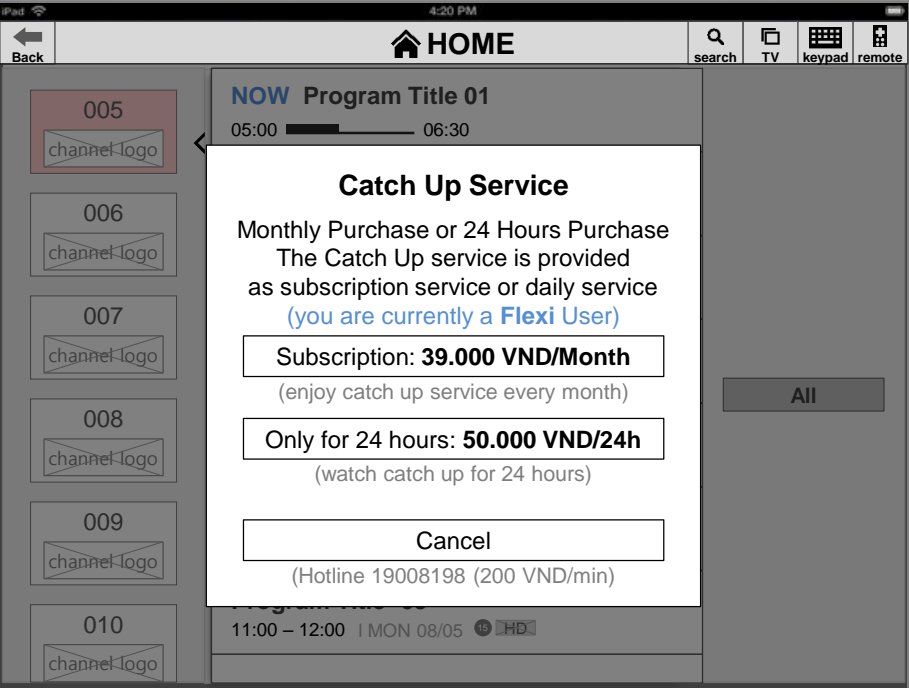 iPad
4:20 PM
Back
HOME
search
TV
keypad
remote
005
channel logo
006
channel logo
007
channel logo
008
channel logo
009
channel logo
010
channel logo
NOW Program Title 01
05:00 06:30
Catch Up Service
Monthly Purchase or 24 Hours Purchase
The Catch Up service is provided
as subscription service or daily service
(you are currently a Flexi User)
Subscription: 39.000 VND/Month
(enjoy catch up service every month)
Only for 24 hours: 50.000 VND/24h
(watch catch up for 24 hours)
Cancel
(Hotline 19008198 (200 VND/min)
Program Title
11:00 – 12:00 I MON 08/05 15 HD
All